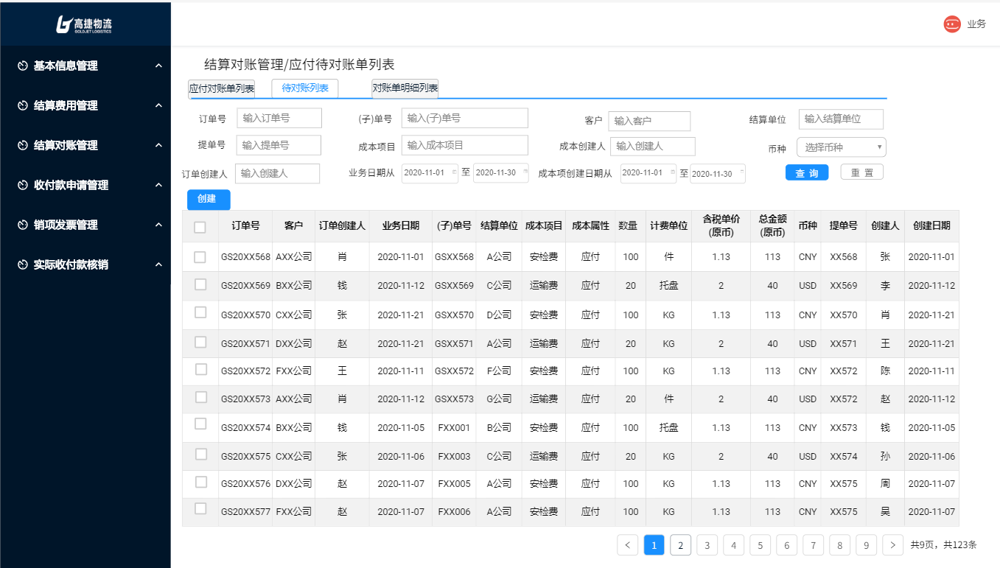 高捷物流
GOLDJET LOGISTICS
业务
基本信息管理
结算费用管理
结算对账管理
收付款申请管理
销项发票管理
实际收付款核销
结算对账管理/应付待对账单列表
应付对账单列表 待对账列表 对账单明细列表
订单号 输入订单号 (子)单号 输入(子)单号 客户 输入客户 结算单位 输入结算单位
提单号 输入提单号 成本项目 输入成本项目 成本创建人 输入创建人 币种 选择币种
订单创建人 输入创建人 业务日期从 2020-11-01 至 2020-11-30 成本项创建日期从 2020-11-01 至 2020-11-30 查询 重置
创建
订单号 客户 订单创建人 业务日期 (子)单号 结算单位 成本项目 成本属性 数量 计费单位 含税单价(原币) 总金额(原币) 币种 提单号 创建人 创建日期
GS20XX568 AXX公司 肖 2020-11-01 GSXX568 A公司 安检费 应付 100 件 1.13 113 CNY XX568 张 2020-11-01
GS20XX569 BXX公司 钱 2020-11-12 GSXX569 C公司 运输费 应付 20 托盘 2 40 USD XX569 李 2020-11-12
GS20XX570 CXX公司 张 2020-11-21 GSXX570 D公司 安检费 应付 100 KG 1.13 113 CNY XX570 肖 2020-11-21
GS20XX571 DXX公司 赵 2020-11-21 GSXX571 A公司 运输费 应付 20 KG 2 40 USD XX571 王 2020-11-21
GS20XX572 FXX公司 王 2020-11-11 GSXX572 F公司 安检费 应付 100 KG 1.13 113 CNY XX572 陈 2020-11-11
GS20XX573 AXX公司 肖 2020-11-12 GSXX573 G公司 运输费 应付 20 件 2 40 USD XX572 赵 2020-11-12
GS20XX574 BXX公司 钱 2020-11-05 FXX001 B公司 安检费 应付 100 托盘 1.13 113 CNY XX573 钱 2020-11-05
GS20XX575 CXX公司 张 2020-11-06 FXX003 C公司 运输费 应付 20 KG 2 40 USD XX574 孙 2020-11-06
GS20XX576 DXX公司 赵 2020-11-07 FXX005 A公司 安检费 应付 100 KG 1.13 113 CNY XX575 周 2020-11-07
GS20XX577 FXX公司 赵 2020-11-07 FXX006 A公司 安检费 应付 100 KG 1.13 113 CNY XX575 吴 2020-11-07
< 1 2 3 4 5 6 7 8 9 > 共9页，共123条